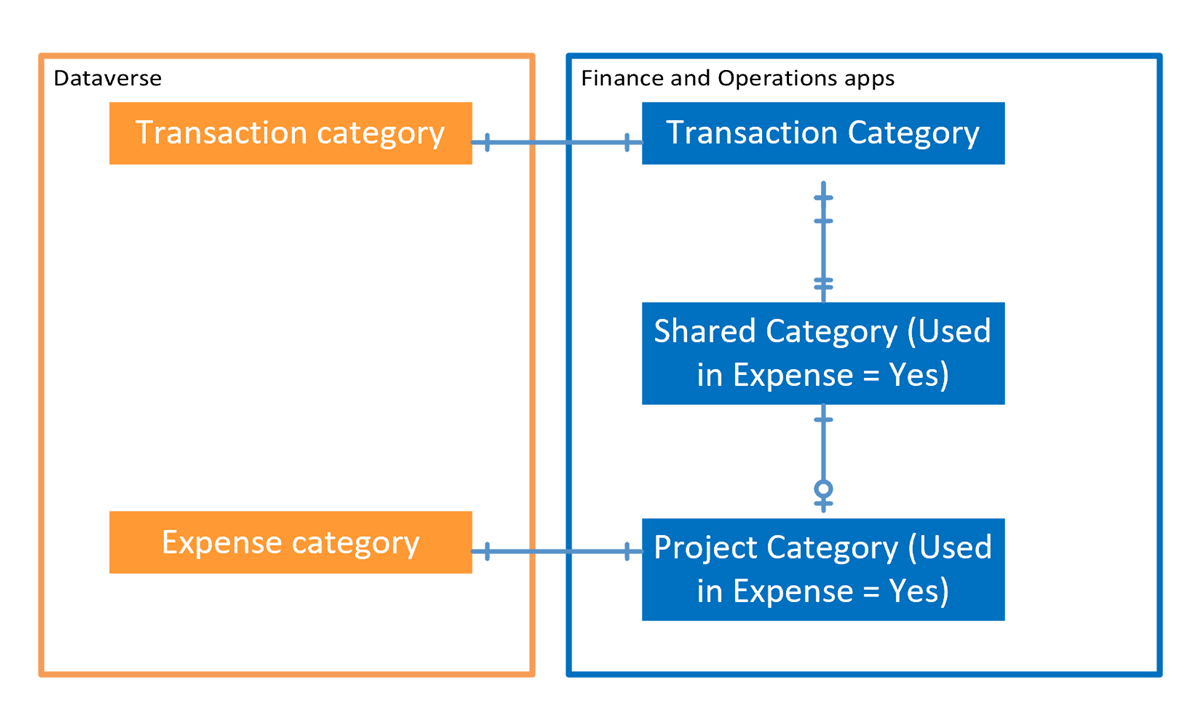 Dataverse
Finance and Operations apps
Transaction category
Transaction Category
Shared Category (Used
in Expense = Yes)
Expense category
Project Category (Used
in Expense = Yes)